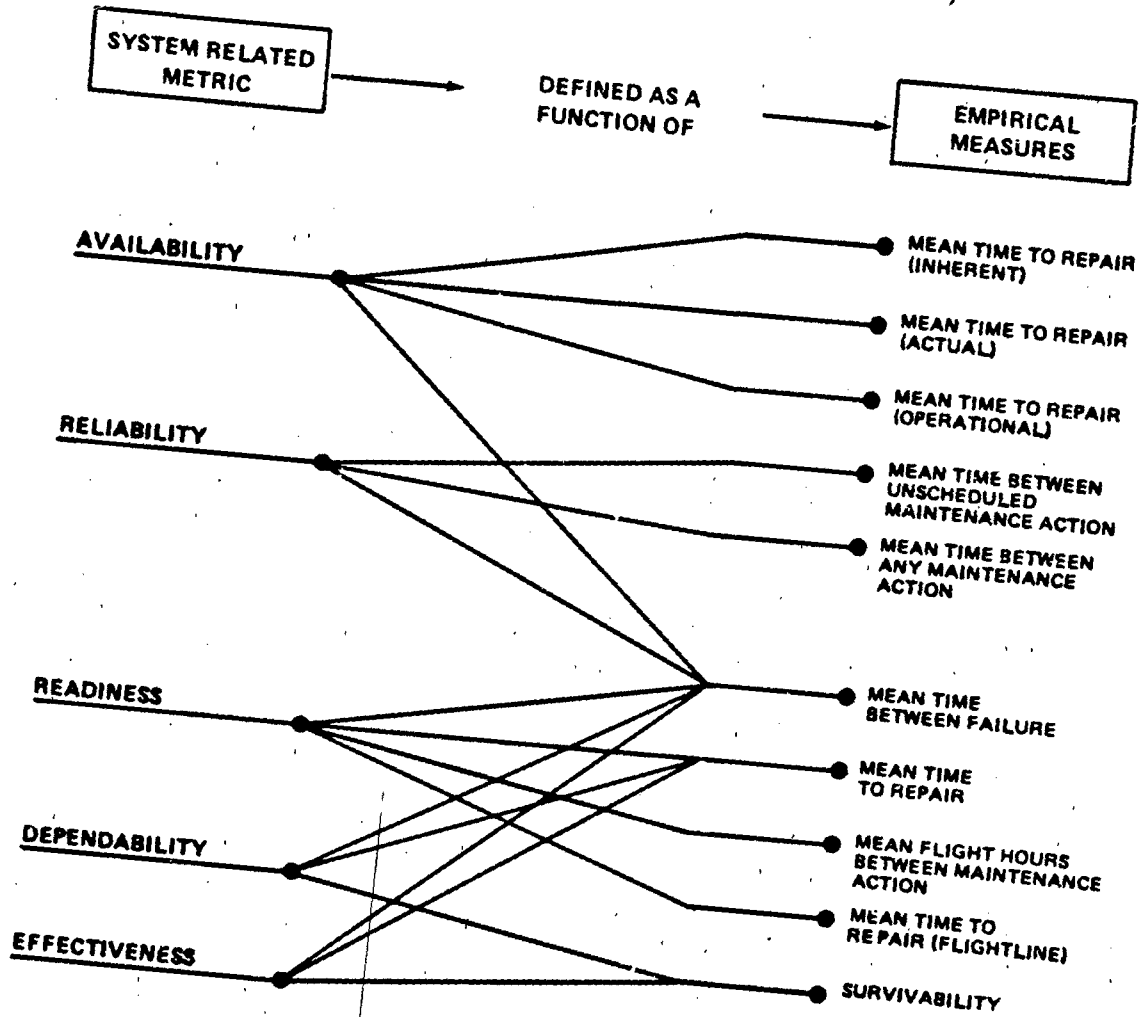 SYSTEM RELATED
METRIC
DEFINED AS A
FUNCTION OF
EMPIRICAL
MEASURES
AVAILABILITY
RELIABILITY
READINESS
DEPENDABILITY
EFFECTIVENESS
MEAN TIME TO REPAIR
(INHERENT)
MEAN TIME TO REPAIR
(ACTUAL)
MEAN TIME TO REPAIR
(OPERATIONAL)
MEAN TIME BETWEEN
UNSCHEDULED
MAINTENANCE ACTION
MEAN TIME BETWEEN
ANY MAINTENANCE
ACTION
MEAN TIME
BETWEEN FAILURE
MEAN TIME
TO REPAIR
MEAN FLIGHT HOURS
BETWEEN MAINTENANCE
ACTION
MEAN TIME TO
REPAIR (FLIGHTLINE)
SURVIVABILITY